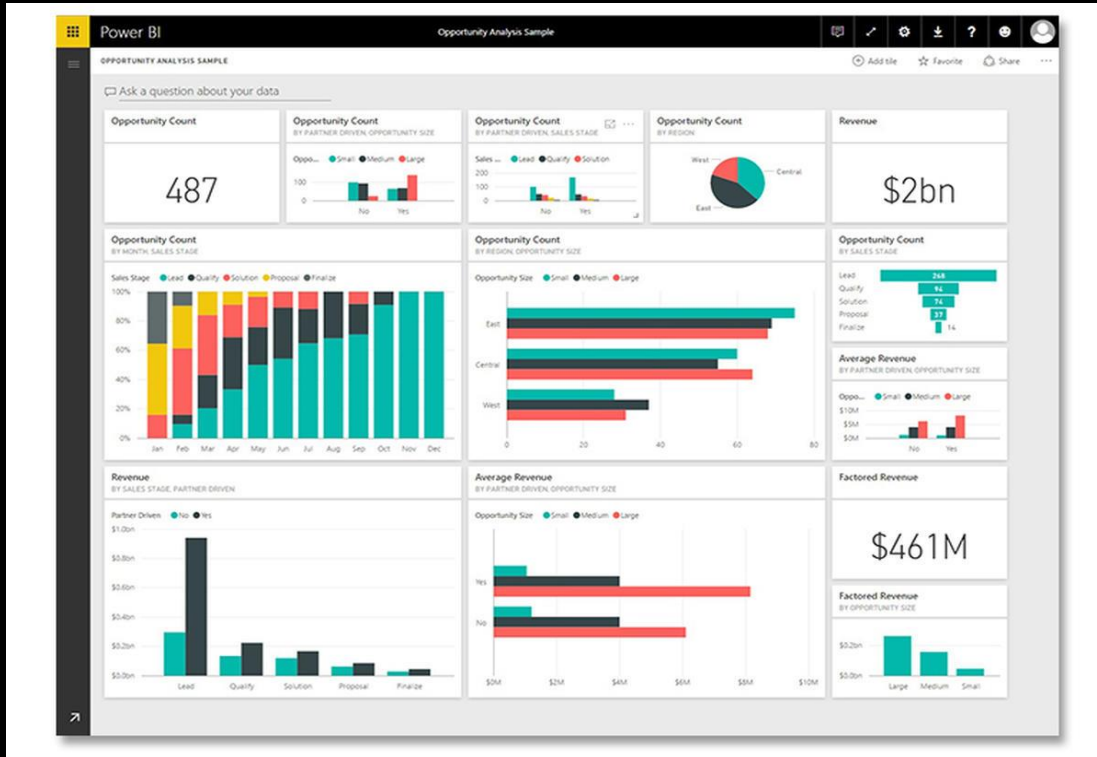 Power BI
Opportunity Analysis Sample
OPPORTUNITY ANALYSIS SAMPLE
Add tile
Favorite
Share
Ask a question about your data
Opportunity Count
487
Opportunity Count
BY PARTNER DRIVEN, OPPORTUNITY SIZE
Oppo... Small Medium Large
100
0
No Yes
Opportunity Count
BY PARTNER DRIVEN, SALES STAGE
Sales ... Lead Qualify Solution
200
100
0
No Yes
Opportunity Count
BY REGION
West
Central
East
Revenue
$2bn
Opportunity Count
BY MONTH, SALES STAGE
Sales Stage Lead Qualify Solution Proposal Finalize
100%
80%
60%
40%
20%
0%
Jan Feb Mar Apr May Jun Jul Aug Sep Oct Nov Dec
Opportunity Count
BY REGION, OPPORTUNITY SIZE
Opportunity Size Small Medium Large
East
Central
West
0 20 40 60 80
Opportunity Count
BY SALES STAGE
Lead 268
Qualify 94
Solution 74
Proposal 37
Finalize 14
Average Revenue
BY PARTNER DRIVEN, OPPORTUNITY SIZE
Oppo... Small Medium Large
$10M
$5M
$0M
No Yes
Revenue
BY SALES STAGE, PARTNER DRIVEN
Partner Driven No Yes
$1.0bn
$0.8bn
$0.6bn
$0.4bn
$0.2bn
$0.0bn
Lead Qualify Solution Proposal Finalize
Average Revenue
BY PARTNER DRIVEN, OPPORTUNITY SIZE
Opportunity Size Small Medium Large
Yes
No
$0M $2M $4M $6M $8M $10M
Factored Revenue
$461M
Factored Revenue
BY OPPORTUNITY SIZE
$0.2bn
$0.0bn
Large Medium Small